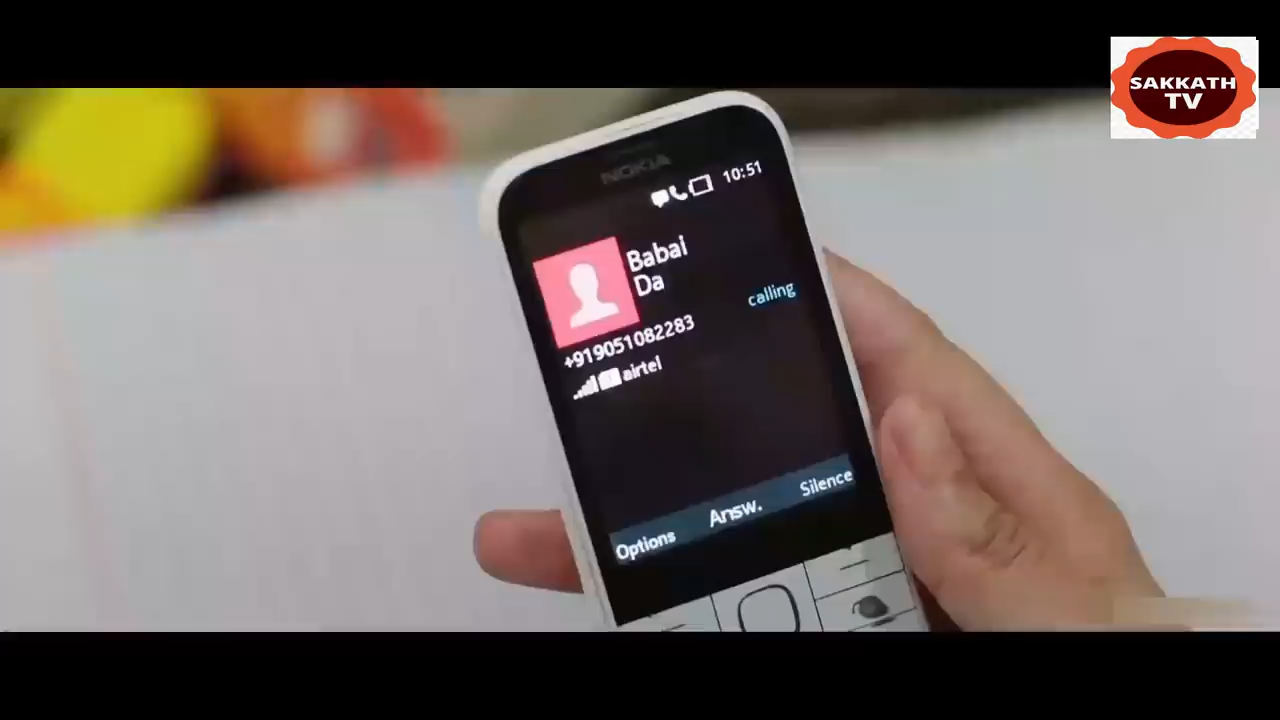 SAKKATH
TV
NOKIA
10:51
Babai
Da
calling
+919051082283
airtel
Options
Answ.
Silence